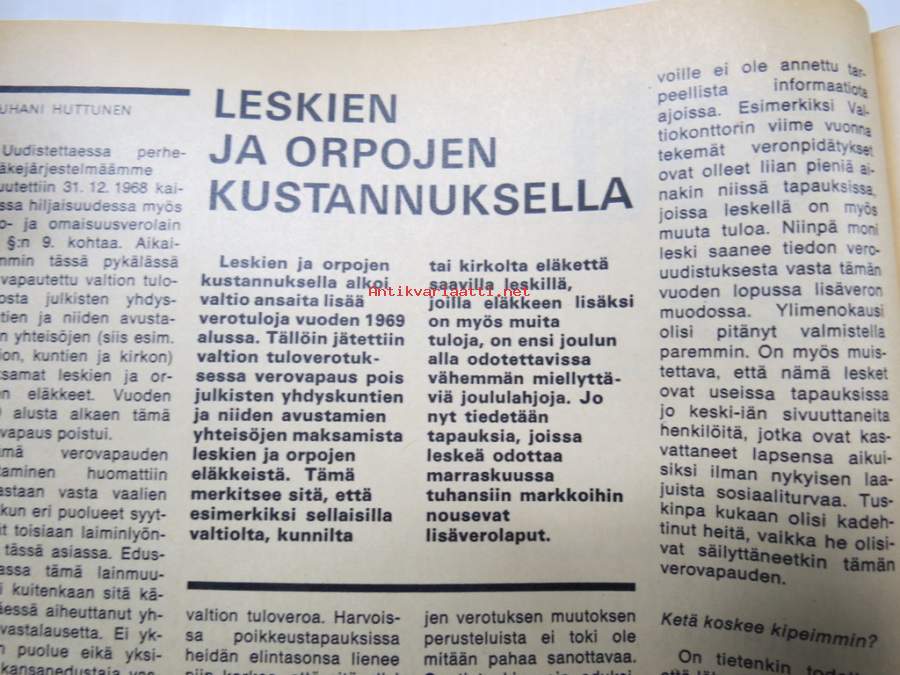 UHANI HUTTUNEN
LESKIEN
JA ORPOJEN
KUSTANNUKSELLA
Uudistettaessa perhe-
äkejärjestelmäämme
uutettiin 31. 12. 1968 kai-
ssa hiljaisuudessa myös
o- ja omaisuusverolain
§:n 9. kohtaa. Aikai-
mmin tässä pykälässä
rovapautettu valtion tulo-
osta julkisten yhdys-
tien ja niiden avusta-
n yhteisöjen (siis esim.
ion, kuntien ja kirkon)
samat leskien ja or-
n eläkkeet. Vuoden
alusta alkaen tämä
ovapaus poistui.
mä verovapauden
taminen huomattiin
astaan vasta vaalien
kun eri puolueet syyt-
it toisiaan laiminlyön-
tässä asiassa. Edus-
assa tämä lainmuu-
i kuitenkaan sitä kä-
äessä aiheuttanut yh-
vastalausetta. Ei yk-
n puolue eikä yksi-
kansanedustaja
Leskien ja orpojen
kustannuksella alkoi
valtio ansaita lisää
verotuloja vuoden 1969
alussa. Tällöin jätettiin
valtion tuloverotuk-
sessa verovapaus pois
julkisten yhdyskuntien
ja niiden avustamien
yhteisöjen maksamista
leskien ja orpojen
eläkkeistä. Tämä
merkitsee sitä, että
esimerkiksi sellaisilla
valtiolta, kunnilta
tai kirkolta eläkettä
saavilla leskillä,
joilla eläkkeen lisäksi
on myös muita
tuloja, on ensi joulun
alla odotettavissa
vähemmän miellyttä-
viä joululahjoja. Jo
nyt tiedetään
tapauksia, joissa
leskeä odottaa
marraskuussa
tuhansiin markkoihin
nousevat
lisäverolaput.
Antikvariaatti.net
valtion tuloveroa. Harvois-
sa poikkeustapauksissa
heidän elintasonsa lienee
jen verotuksen muutoksen
perusteluista ei toki ole
mitään pahaa sanottavaa.
voille ei ole annettu tar-
peellista informaatiota
ajoissa. Esimerkiksi Val-
tiokonttorin viime vuonna
tekemät veronpidätykset
ovat olleet liian pieniä ai-
nakin niissä tapauksissa,
joissa leskellä on myös
muuta tuloa. Niinpä moni
leski saanee tiedon vero-
uudistuksesta vasta tämän
vuoden lopussa lisäveron
muodossa. Ylimenokausi
olisi pitänyt valmistella
paremmin. On myös muis-
tettava, että nämä lesket
ovat useissa tapauksissa
jo keski-iän sivuuttaneita
henkilöitä, jotka ovat kas-
vattaneet lapsensa aikui-
siksi ilman nykyisen laa-
juista sosiaaliturvaa. Tus-
kinpa kukaan olisi kadeh-
tinut heitä, vaikka he olisi-
vat säilyttäneetkin tämän
verovapauden.
Ketä koskee kipeimmin?
On tietenkin